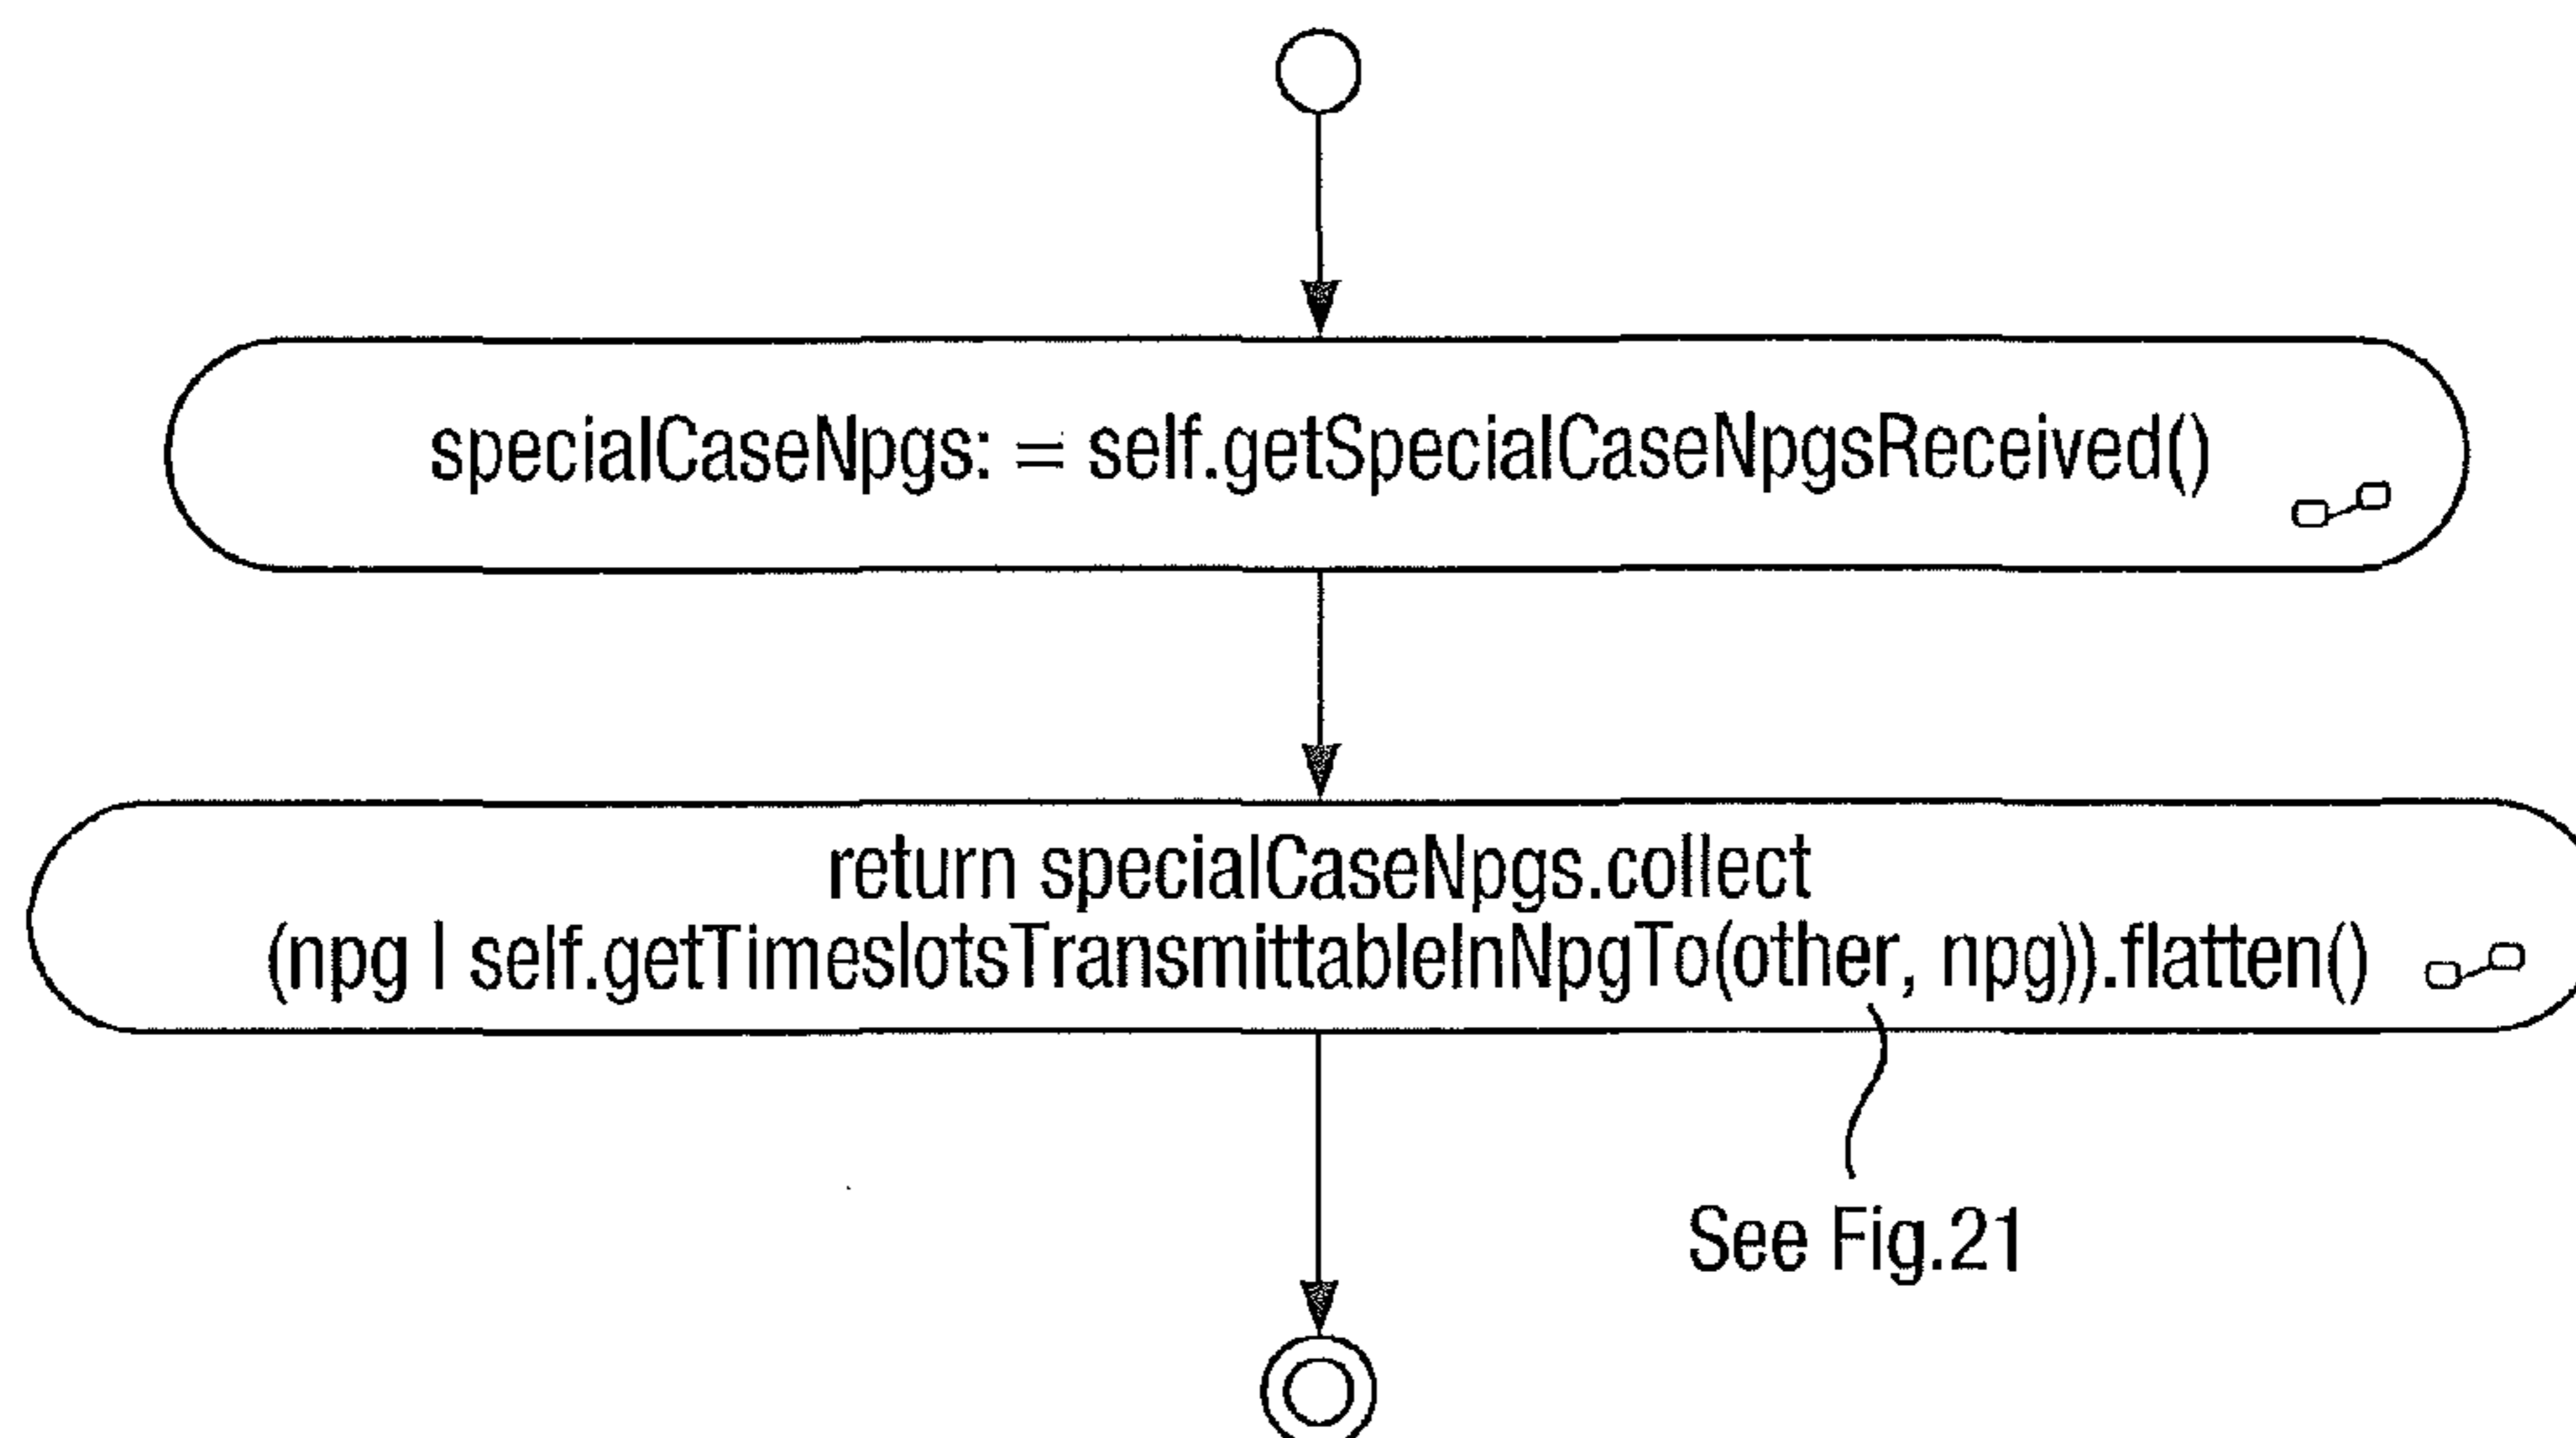 specialCaseNpgs: = self.getSpecialCaseNpgsReceived()
return specialCaseNpgs.collect
(npg | self.getTimeslotsTransmittableInNpgTo(other, npg)).flatten()
See Fig.21